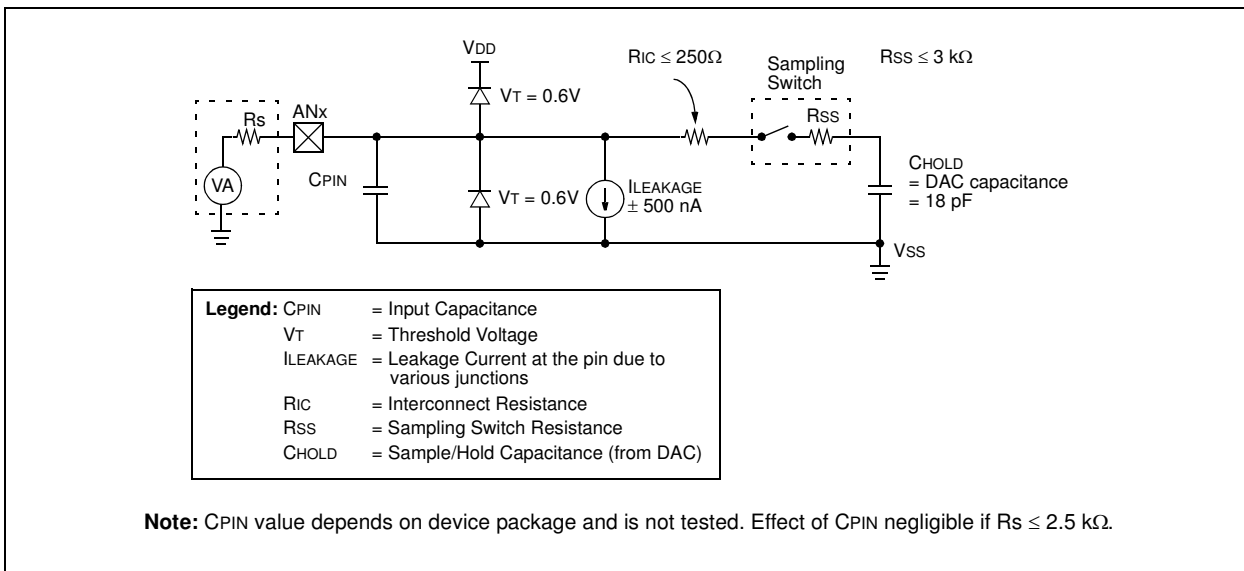 VDD
RIC ≤ 250Ω
Sampling
Switch
RSS ≤ 3 kΩ
VT = 0.6V
ANx
Rs
RSS
CPIN
VA
VT = 0.6V
ILEAKAGE
± 500 nA
CHOLD
= DAC capacitance
= 18 pF
VSS
Legend: CPIN = Input Capacitance
VT = Threshold Voltage
ILEAKAGE = Leakage Current at the pin due to
various junctions
RIC = Interconnect Resistance
RSS = Sampling Switch Resistance
CHOLD = Sample/Hold Capacitance (from DAC)
Note: CPIN value depends on device package and is not tested. Effect of CPIN negligible if Rs ≤ 2.5 kΩ.